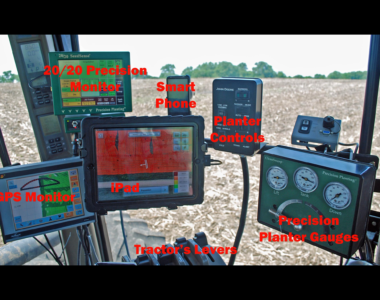 20/20 Precision
Monitor
Smart
Phone
Planter
Controls
iPad
GPS Monitor
Precision
Planter Gauges
Tractor's Levers